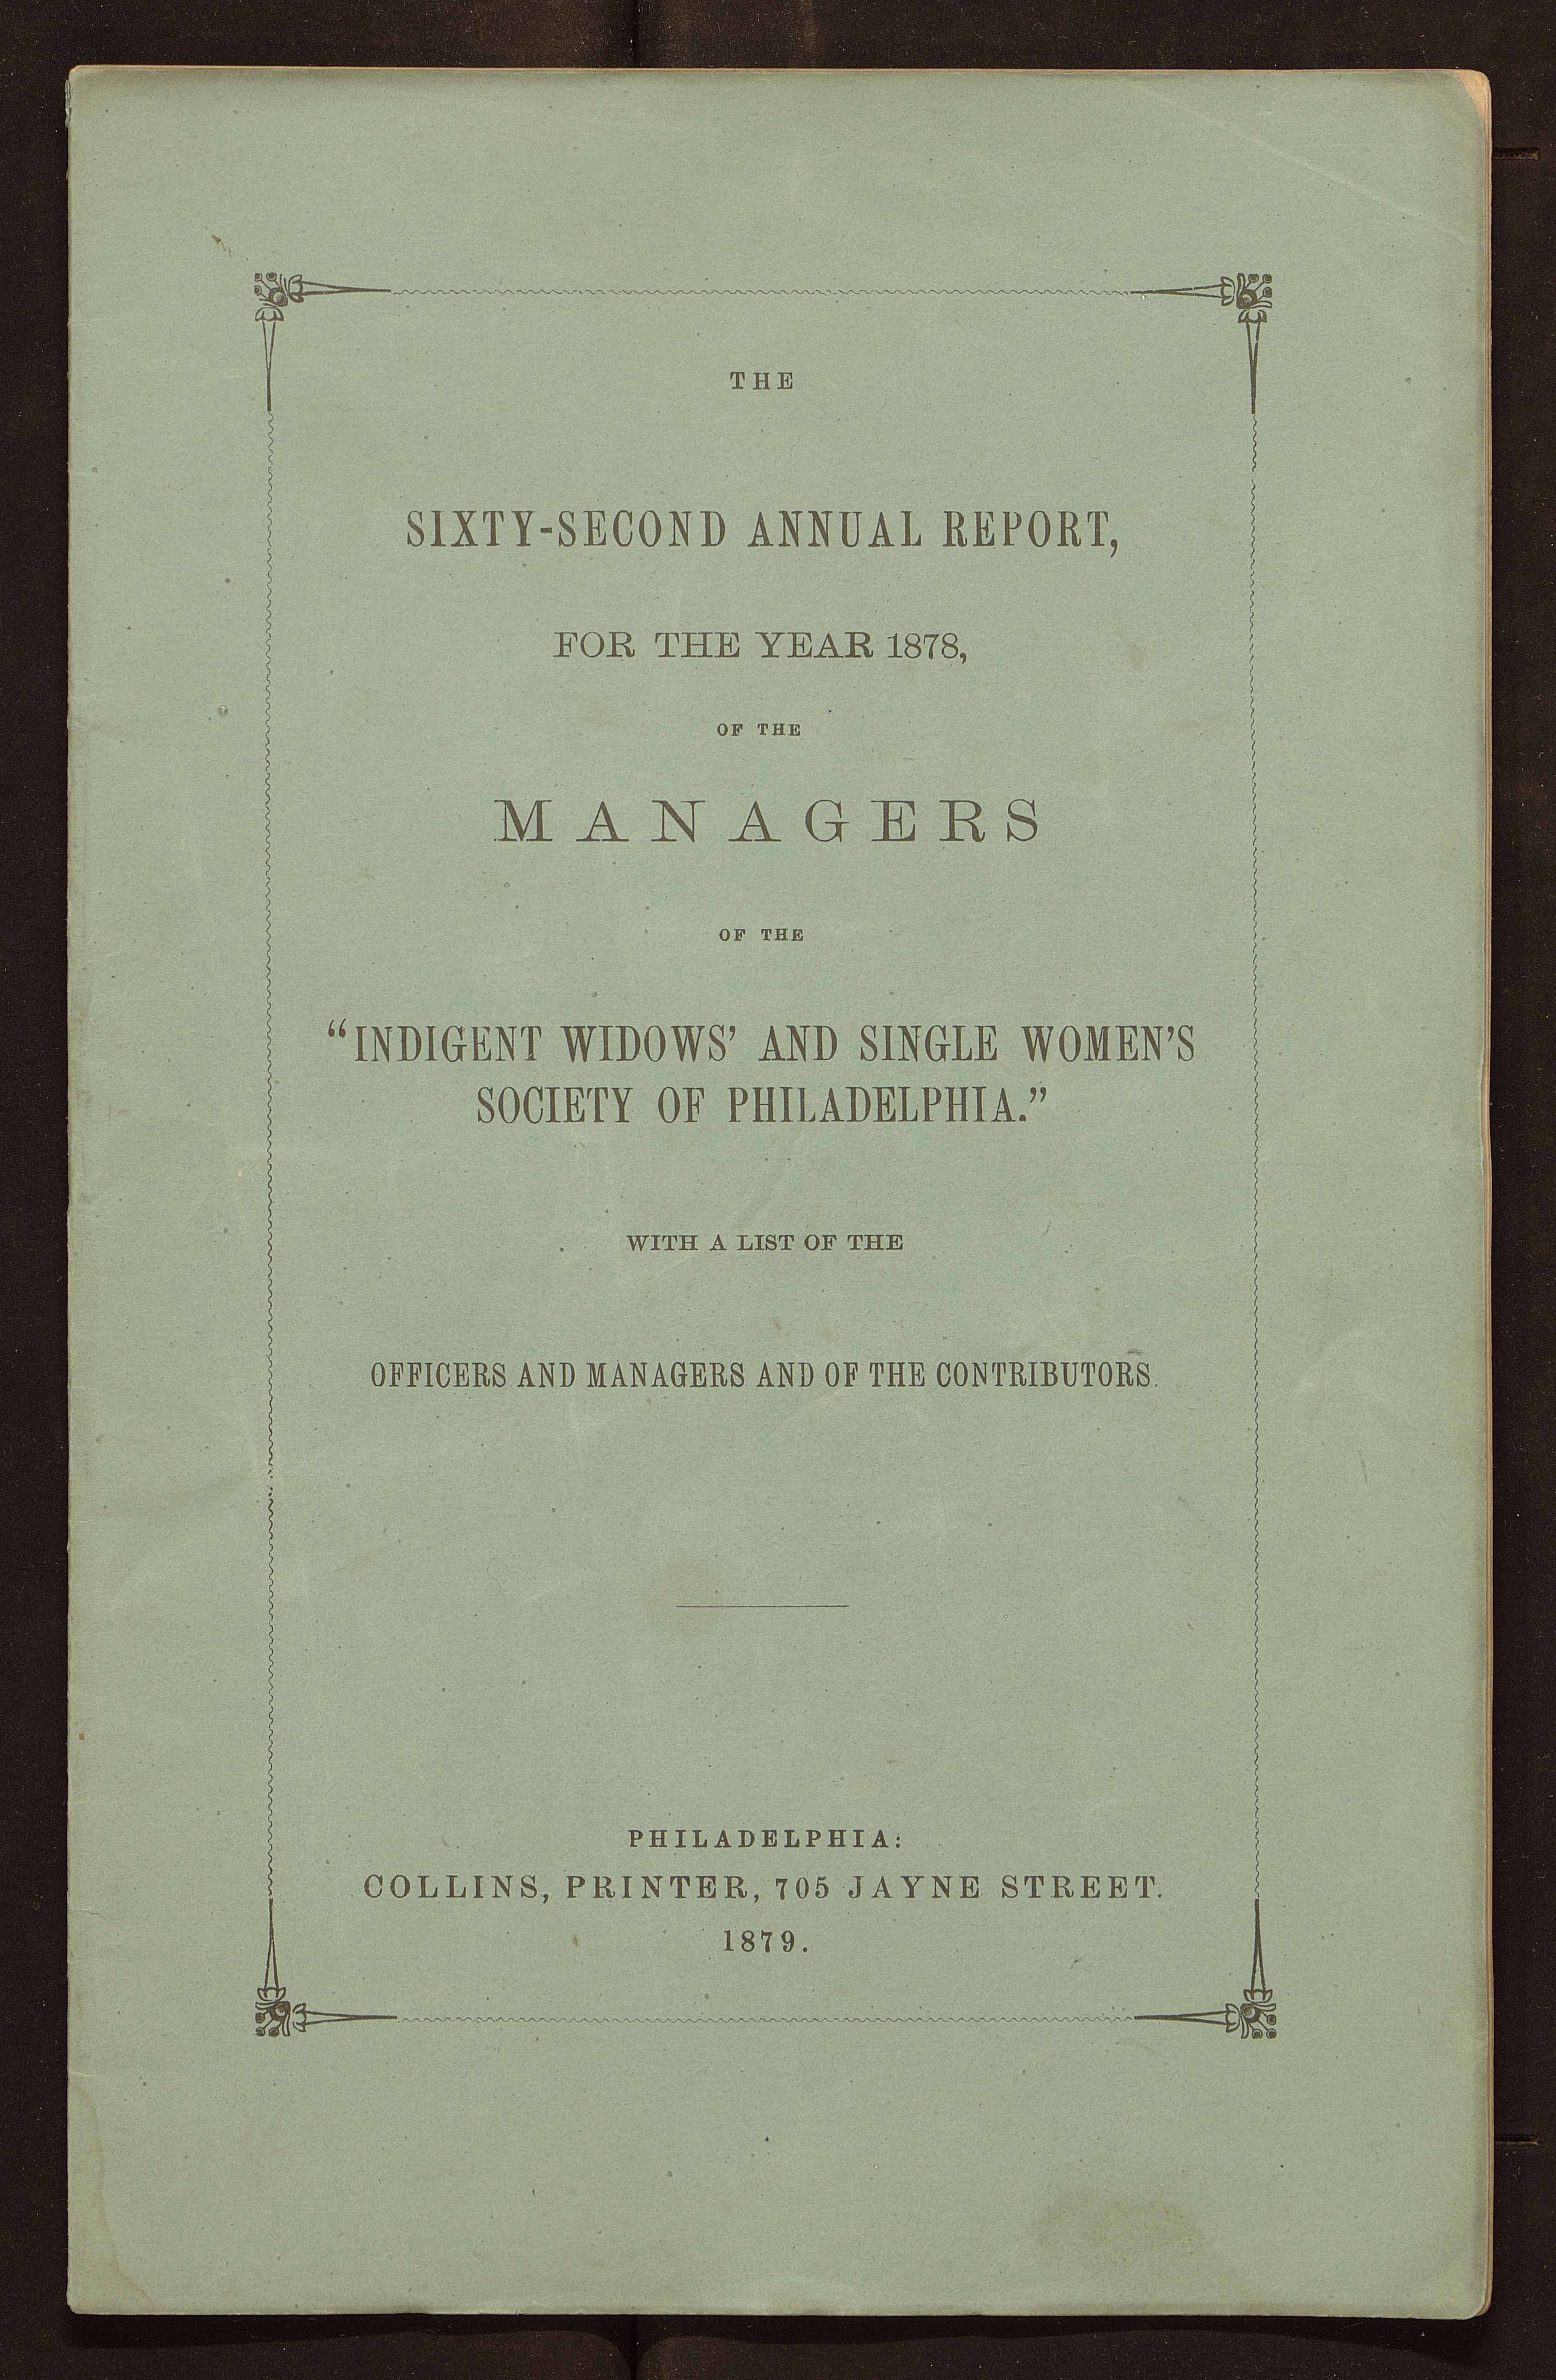 THE
SIXTY-SECOND ANNUAL REPORT,
FOR THE YEAR 1878,
OF THE
MANAGERS
OF THE
“INDIGENT WIDOWS’ AND SINGLE WOMEN’S
SOCIETY OF PHILADELPHIA.”
WITH A LIST OF THE
OFFICERS AND MANAGERS AND OF THE CONTRIBUTORS.
PHILADELPHIA:
COLLINS, PRINTER, 705 JAYNE STREET.
1879.